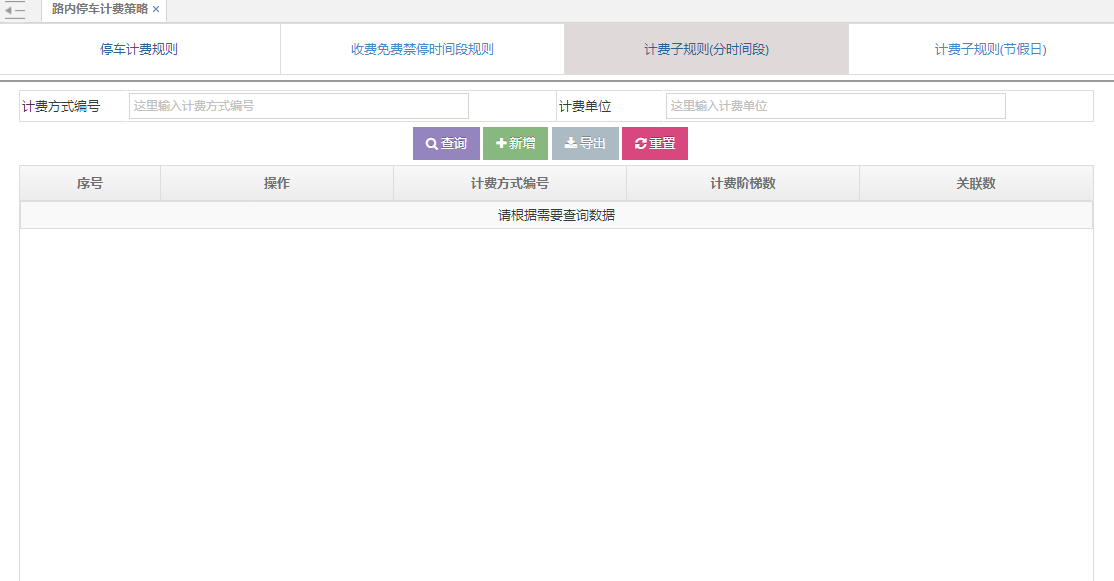 路内停车计费策略 ×
停车计费规则 收费免费禁停时间段规则 计费子规则(分时间段) 计费子规则(节假日)
计费方式编号 这里输入计费方式编号 计费单位 这里输入计费单位
查询 新增 导出 重置
序号 操作 计费方式编号 计费阶梯数 关联数
请根据需要查询数据